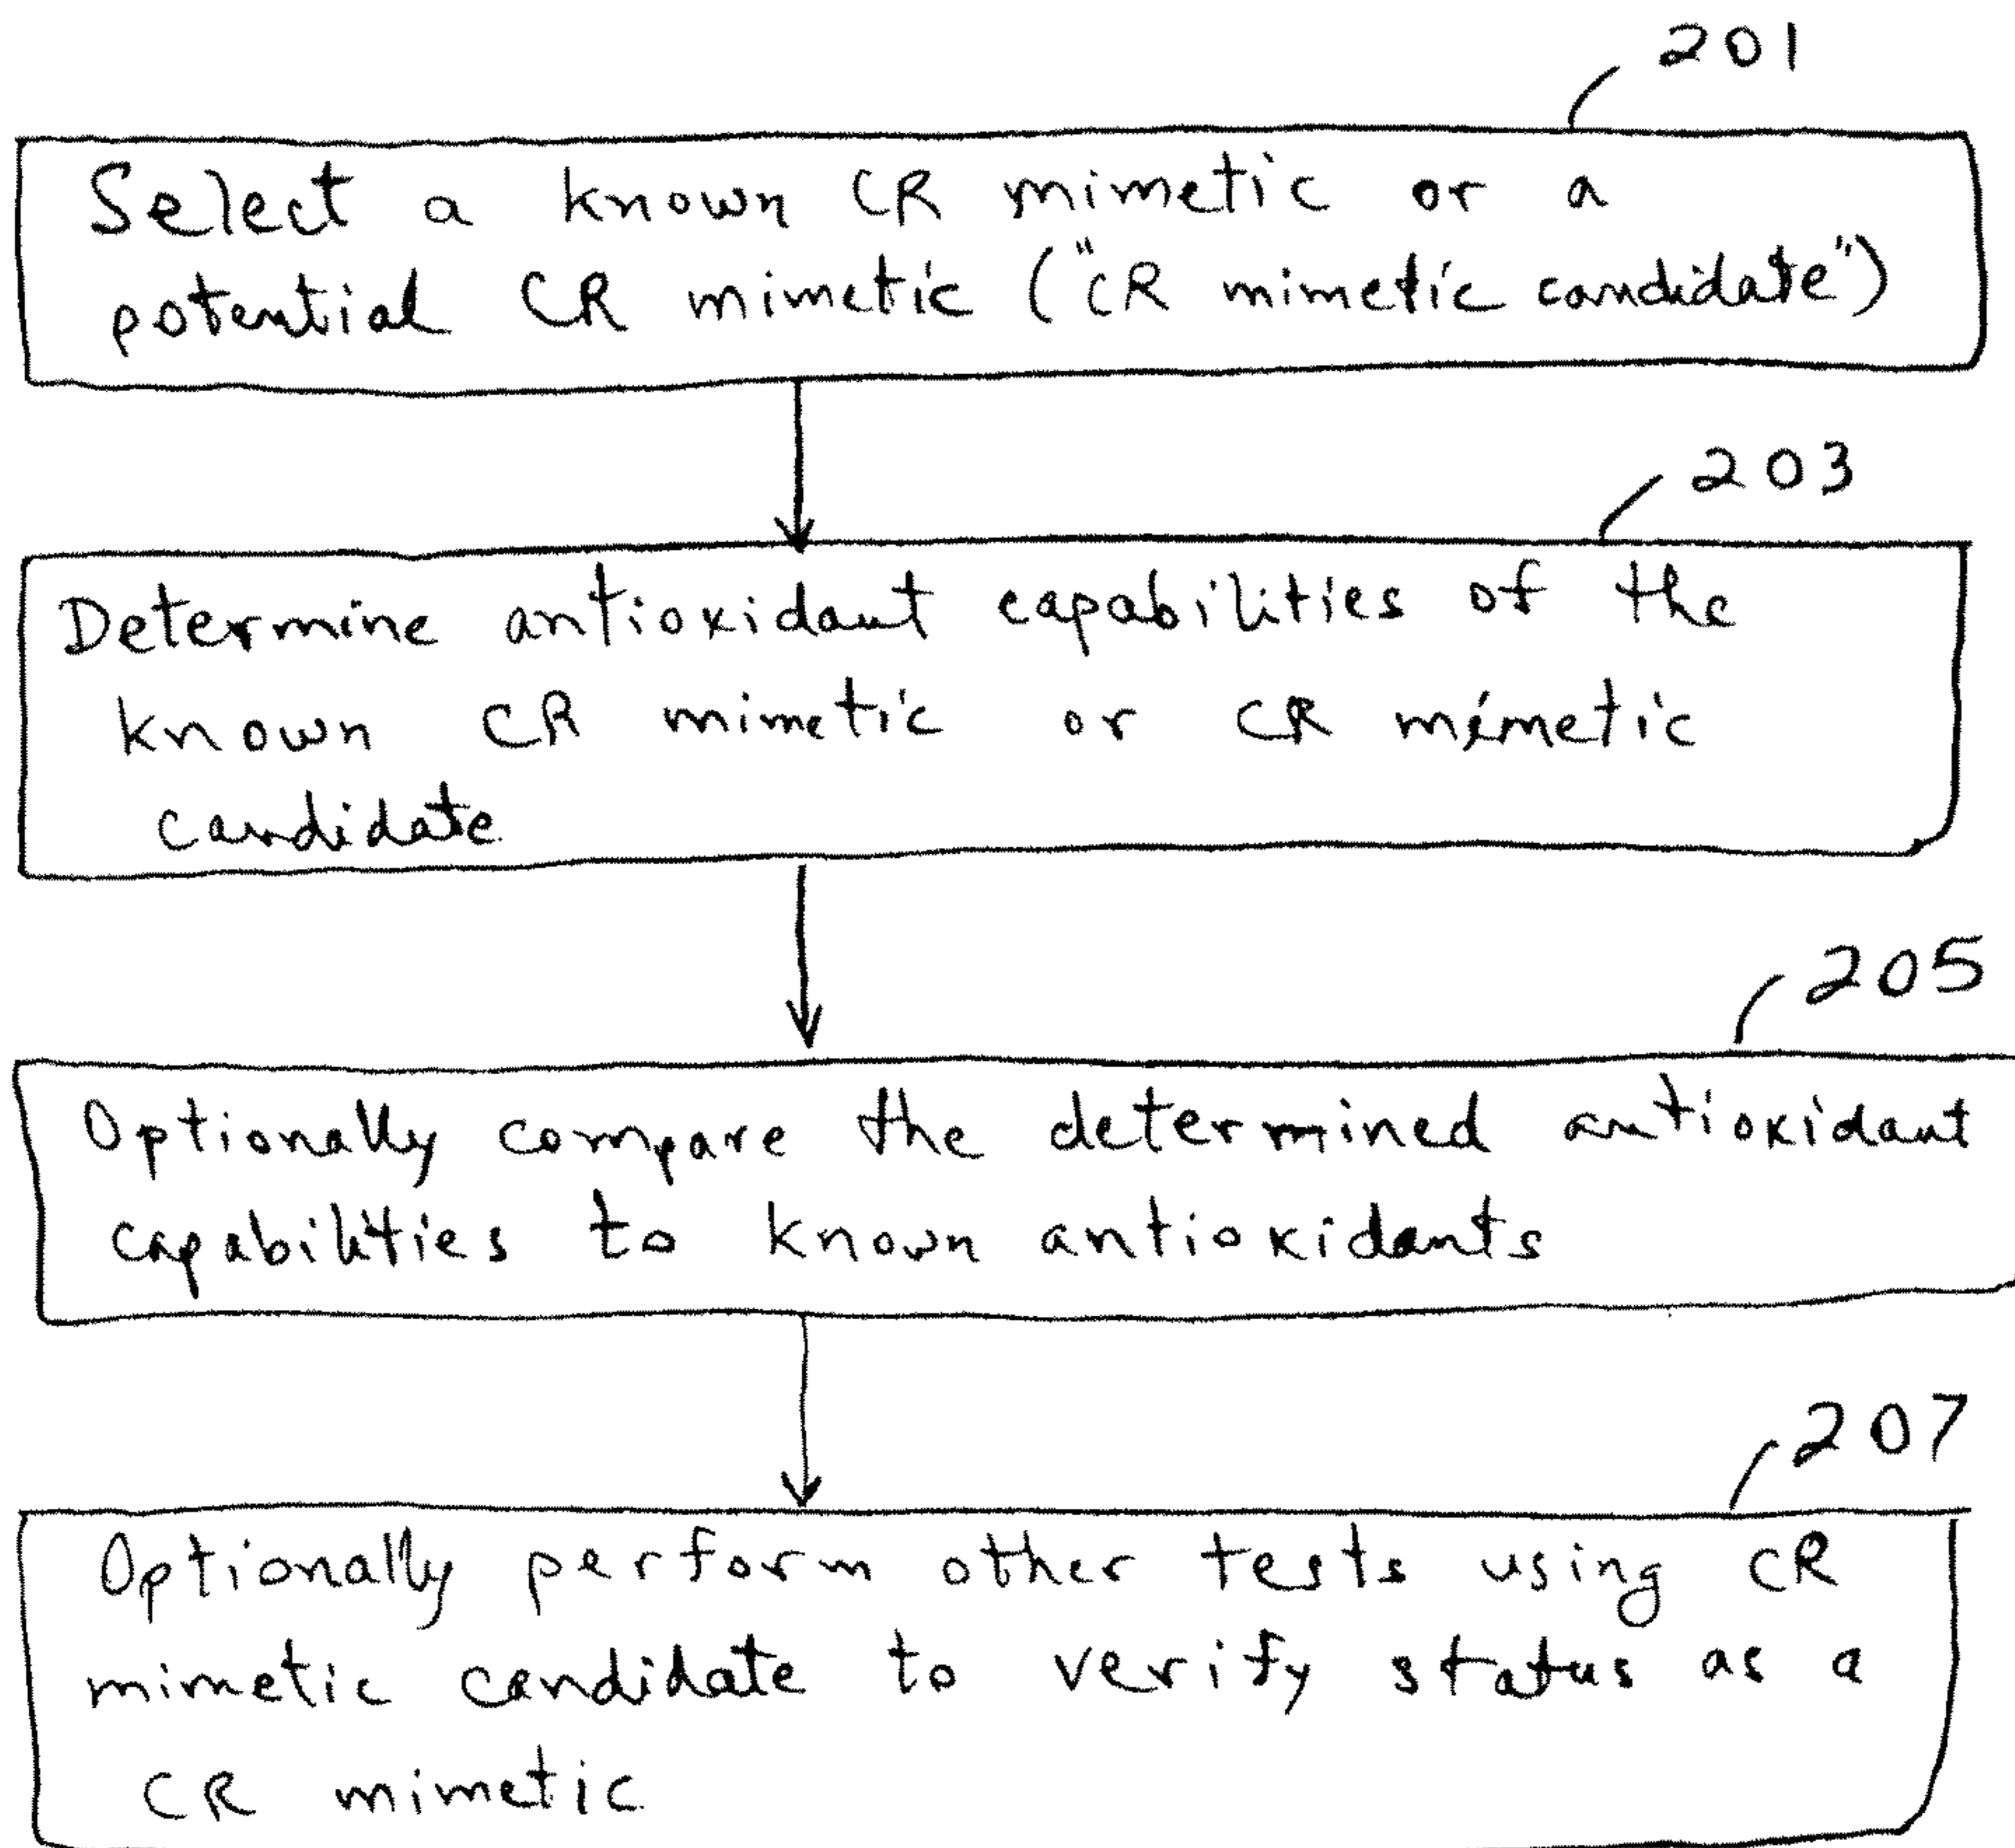 201
Select a known CR mimetic or a
potential CR mimetic ("CR mimetic candidate")
203
Determine antioxidant capabilities of the
known CR mimetic or CR mimetic
candidate
205
Optionally compare the determined antioxidant
capabilities to known antioxidants
207
Optionally perform other tests using CR
mimetic candidate to verify status as a
CR mimetic